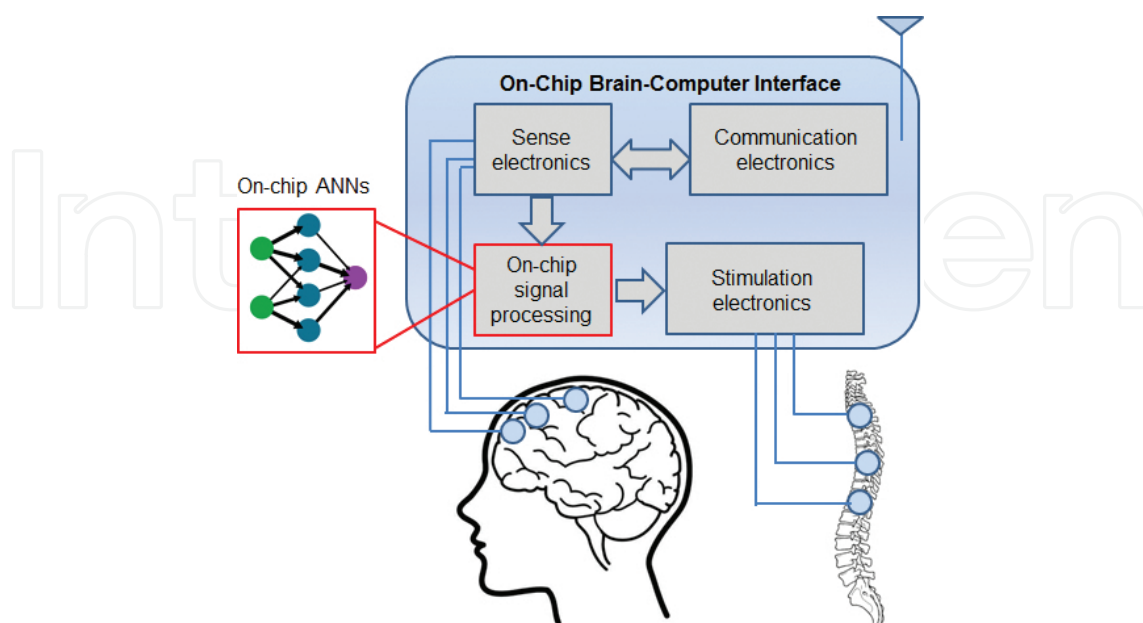 On-Chip Brain-Computer Interface
Sense
electronics
Communication
electronics
On-chip ANNs
On-chip
signal
processing
Stimulation
electronics